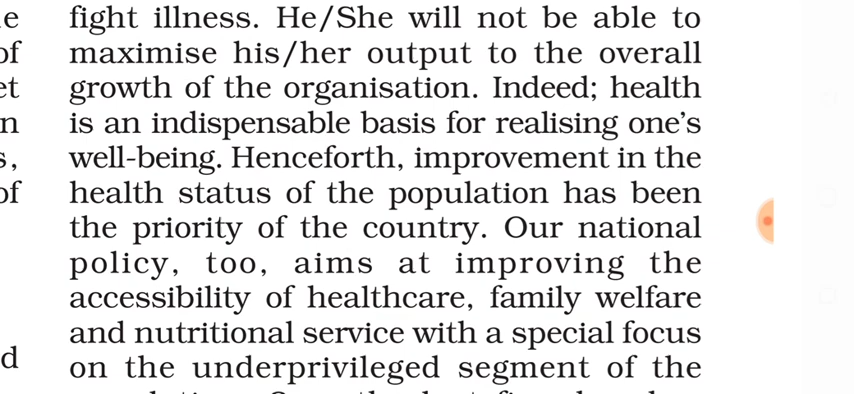 e
fight illness. He/She will not be able to
of
maximise his/her output to the overall
et
growth of the organisation. Indeed; health
n
is an indispensable basis for realising one's
s,
well-being. Henceforth, improvement in the
of
health status of the population has been
the priority of the country. Our national
policy, too, aims at improving the
accessibility of healthcare, family welfare
and nutritional service with a special focus
d
on the underprivileged segment of the